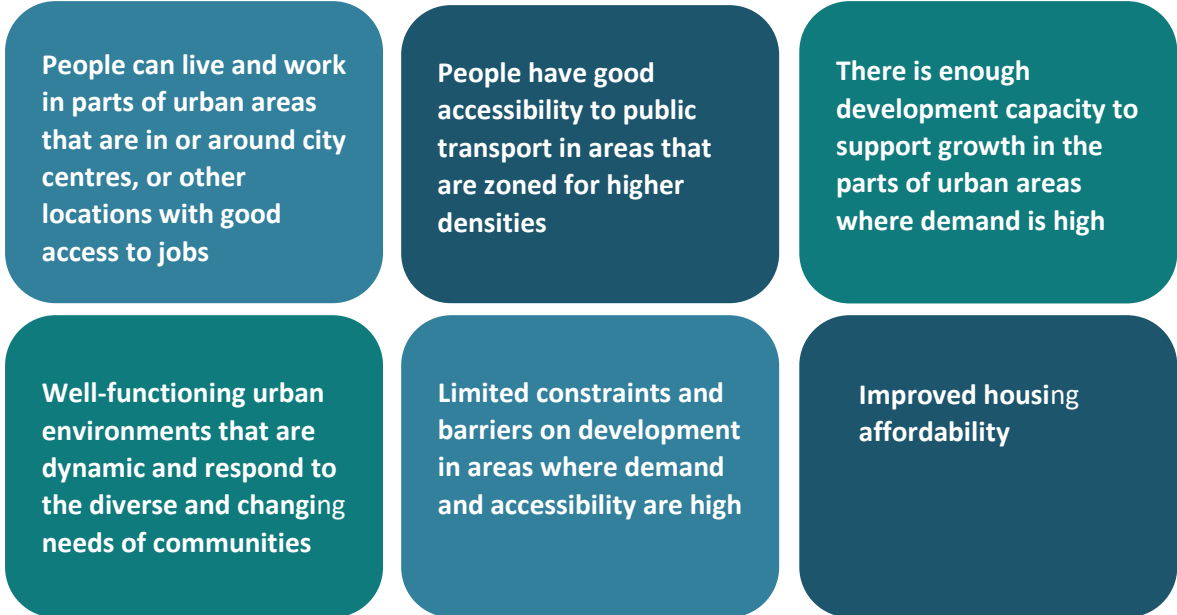 People can live and work
in parts of urban areas
that are in or around city
centres, or other
locations with good
access to jobs
People have good
accessibility to public
transport in areas that
are zoned for higher
densities
There is enough
development capacity to
support growth in the
parts of urban areas
where demand is high
Well-functioning urban
environments that are
dynamic and respond to
the diverse and changing
needs of communities
Limited constraints and
barriers on development
in areas where demand
and accessibility are high
Improved housing
affordability